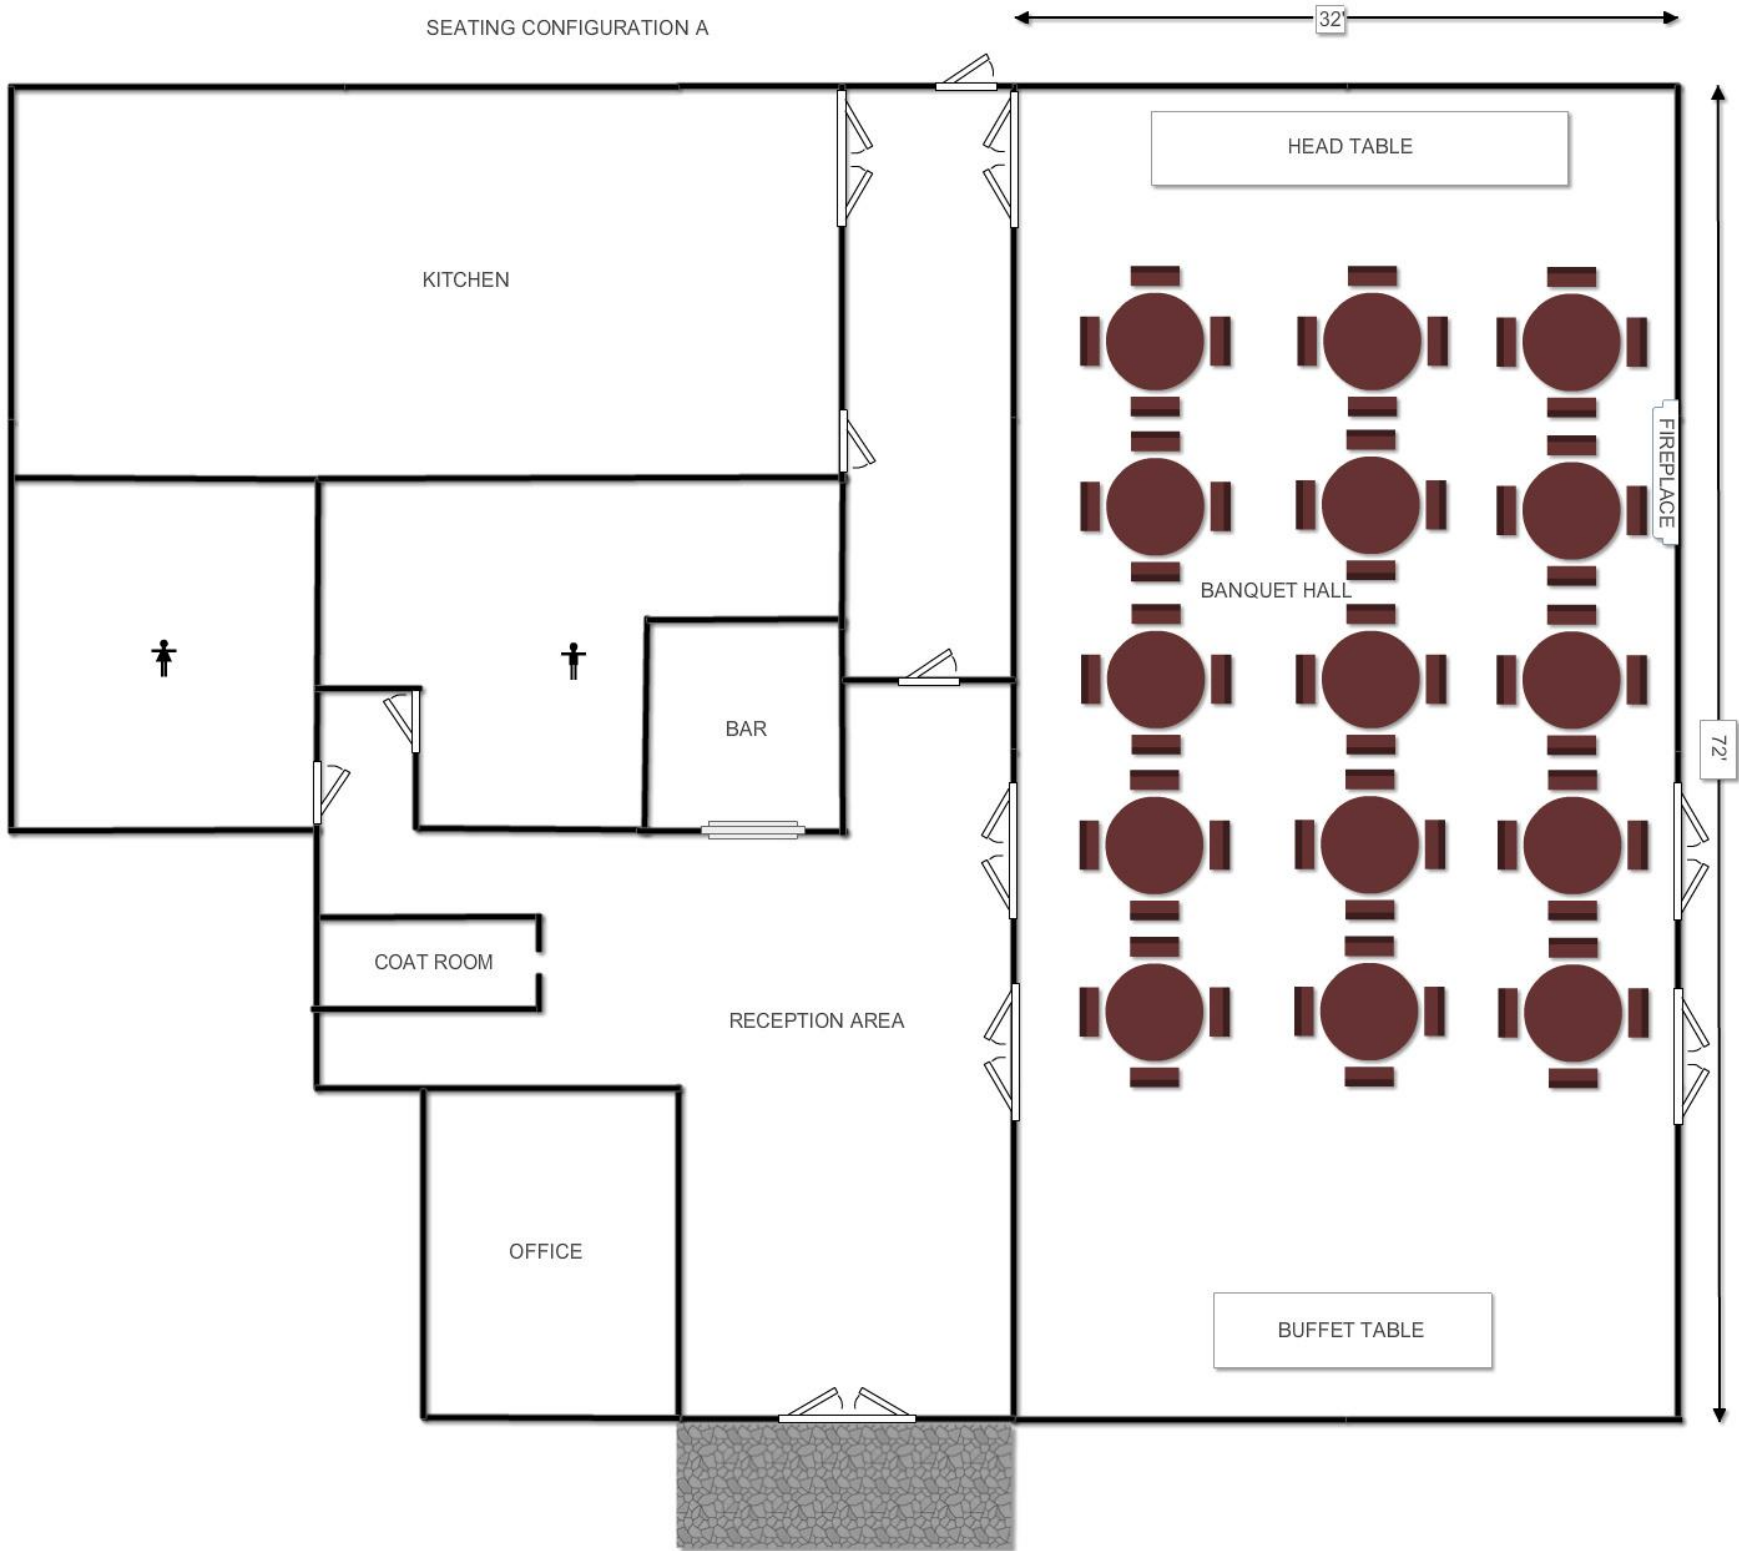 SEATING CONFIGURATION A
32'
HEAD TABLE
KITCHEN
FIREPLACE
BANQUET HALL
BAR
72'
COAT ROOM
RECEPTION AREA
OFFICE
BUFFET TABLE